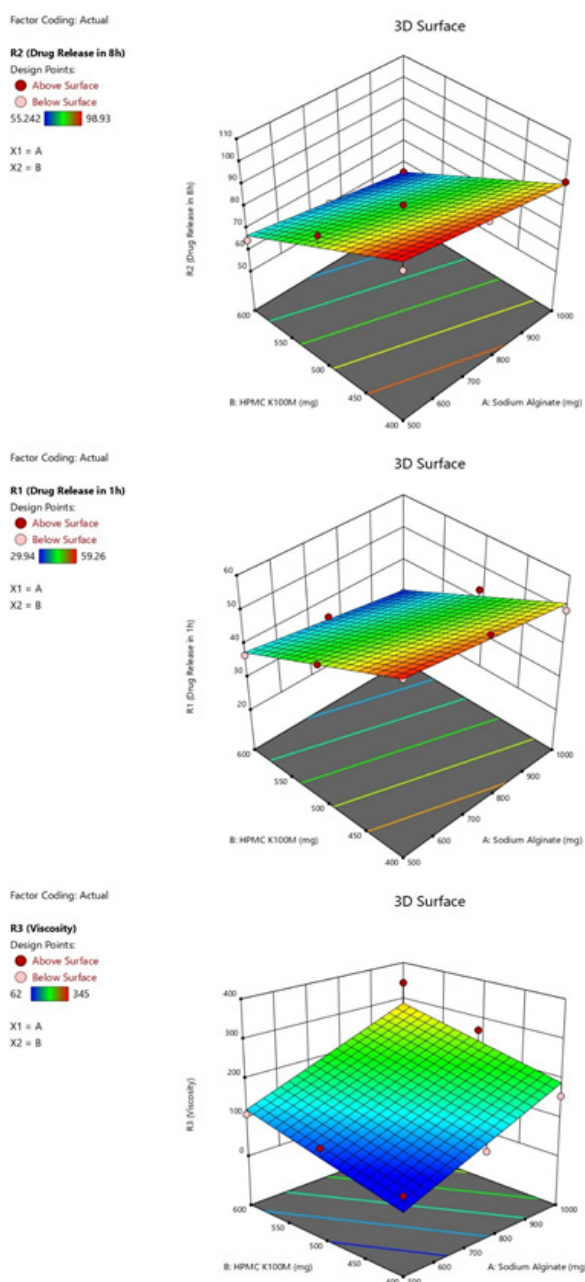 Factor Coding: Actual
3D Surface
R2 (Drug Release in 8h)
Design Points:
Above Surface
Below Surface
55.242 98.93
X1 = A
X2 = B
110
100
90
80
70
60
50
R2 (Drug Release in 8h)
600
550
500
450
400
500
600
700
800
900
1000
B: HPMC K100M (mg)
A: Sodium Alginate (mg)
Factor Coding: Actual
3D Surface
R1 (Drug Release in 1h)
Design Points:
Above Surface
Below Surface
29.94 59.26
X1 = A
X2 = B
60
50
40
30
20
R1 (Drug Release in 1h)
600
550
500
450
400
500
600
700
800
900
1000
B: HPMC K100M (mg)
A: Sodium Alginate (mg)
Factor Coding: Actual
3D Surface
R3 (Viscosity)
Design Points:
Above Surface
Below Surface
62 345
X1 = A
X2 = B
400
300
200
100
0
R3 (Viscosity)
600
550
500
450
400
500
600
700
800
900
1000
B: HPMC K100M (mg)
A: Sodium Alginate (mg)